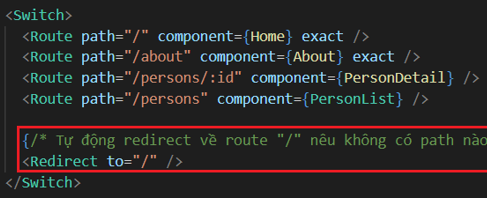 <Switch>
<Route path="/" component={Home} exact />
<Route path="/about" component={About} exact />
<Route path="/persons/:id" component={PersonDetail} />
<Route path="/persons" component={PersonList} />
{/* Tự động redirect về route "/" nêu không có path nào
<Redirect to="/" />
</Switch>